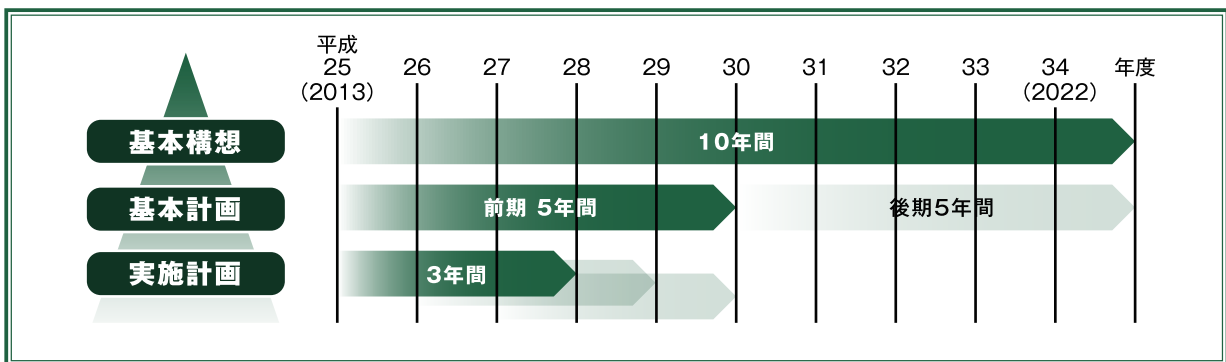 平成
25 26 27 28 29 30 31 32 33 34 年度
(2013) (2022)
基本構想 10年間
基本計画 前期 5年間 後期5年間
実施計画 3年間